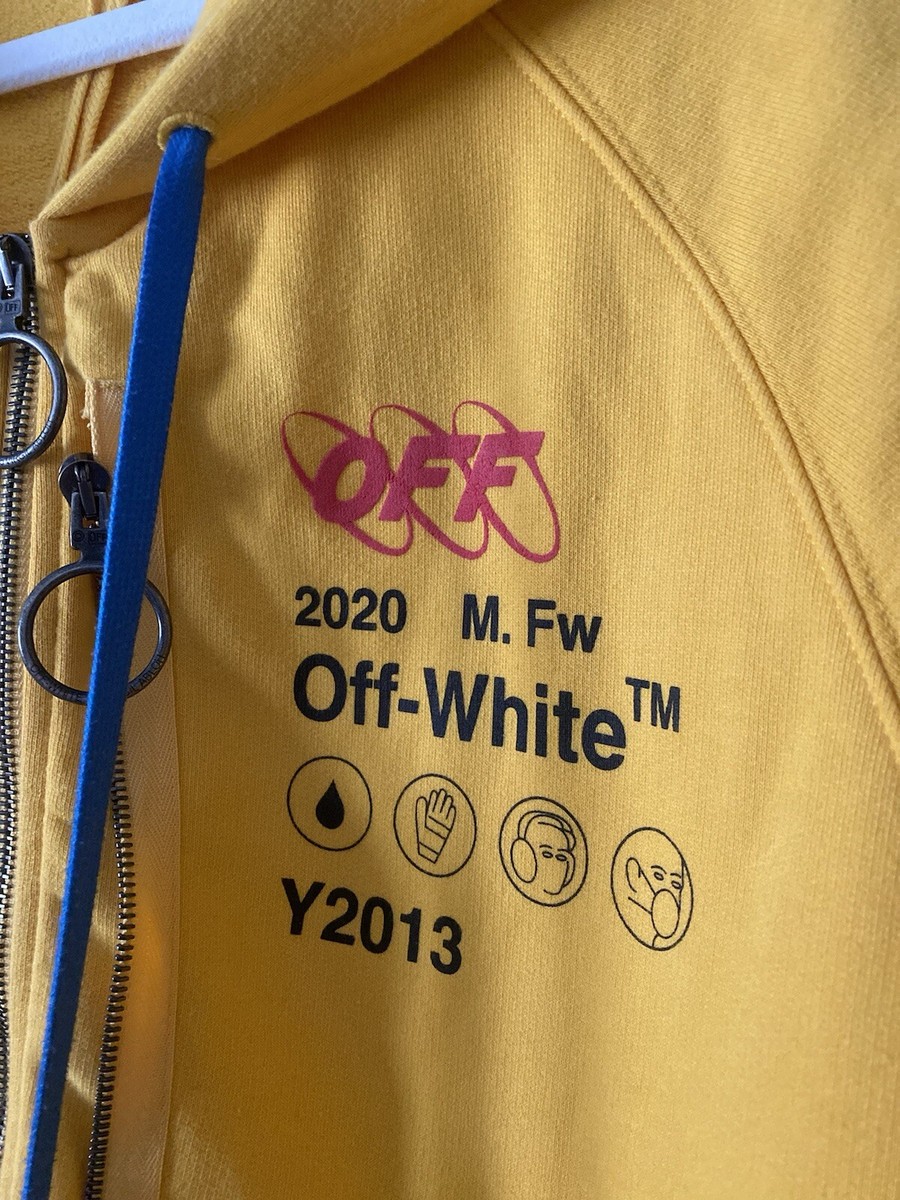 OFF
2020 M. Fw
Off-White™
Y2013